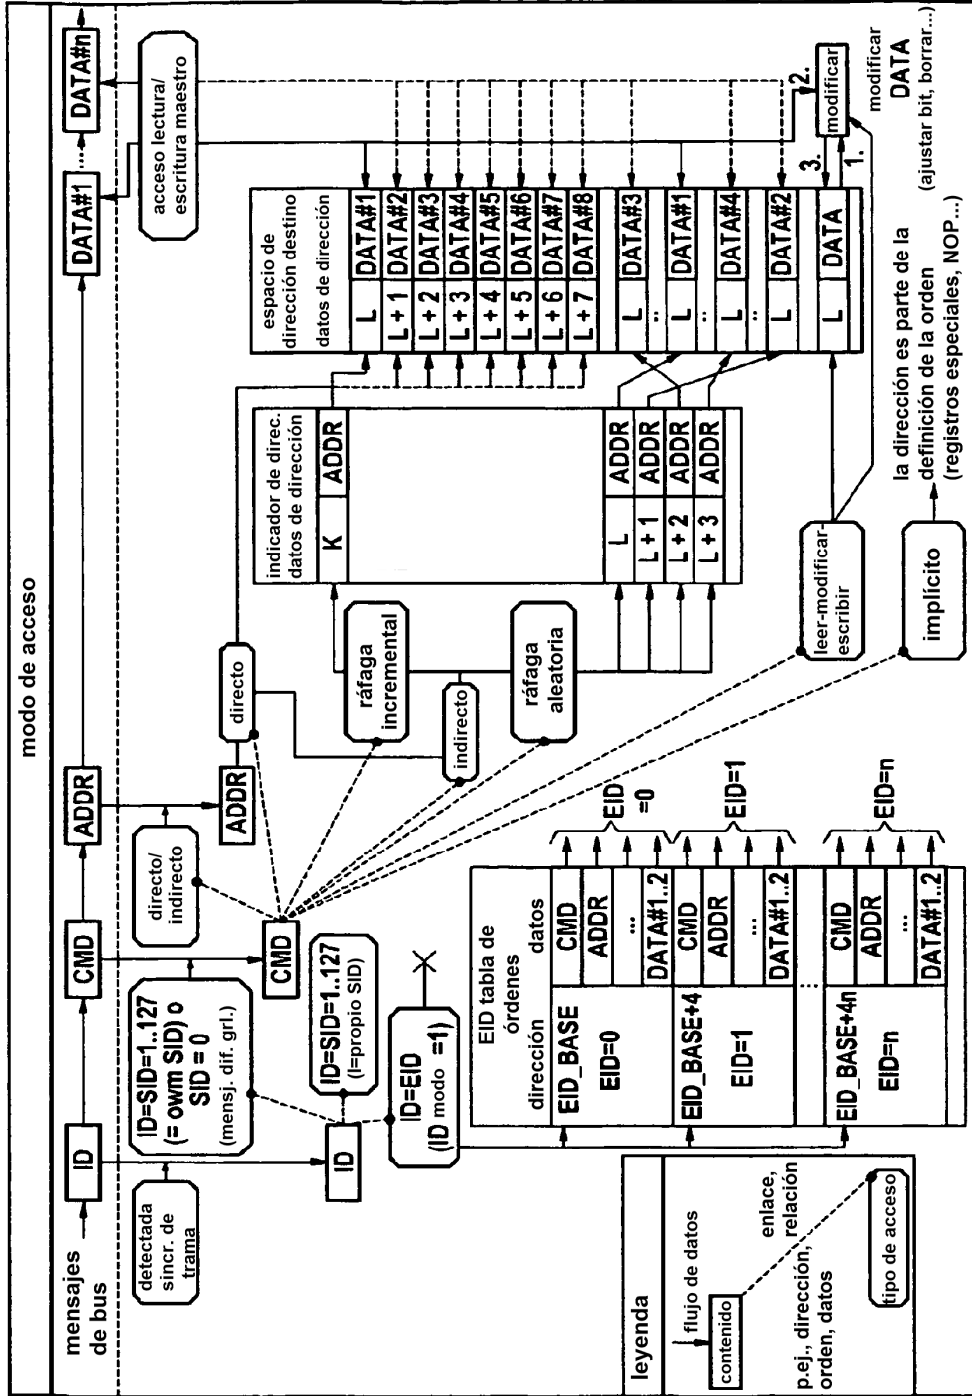 modo de acceso
mensajes
de bus
ID
CMD
ADDR
DATA#1
DATA#n
detectada
sincr. de
trama
ID=SID=1..127
(= owm SID) o
SID = 0
(mensj. dif. grl.)
directo/
indirecto
acceso lectura/
escritura maestro
ID
ID=SID=1..127
(!=propio SID)
ID=EID
(ID modo =1)
CMD
ADDR
directo
ráfaga
incremental
indirecto
ráfaga
aleatoria
leer-modificar-
escribir
implícito
la dirección es parte de la
definición de la orden
(registros especiales, NOP...)
indicador de direc.
datos de dirección
K ADDR
L ADDR
L + 1 ADDR
L + 2 ADDR
L + 3 ADDR
espacio de
dirección destino
datos de dirección
L DATA#1
L + 1 DATA#2
L + 2 DATA#3
L + 3 DATA#4
L + 4 DATA#5
L + 5 DATA#6
L + 6 DATA#7
L + 7 DATA#8
L DATA#3
..
L DATA#1
..
L DATA#4
..
L DATA#2
L DATA
3.
1.
2.
modificar
modificar
DATA
(ajustar bit, borrar...)
EID tabla de
órdenes
dirección datos
EID_BASE CMD
EID=0 ADDR
...
DATA#1..2
EID
=0
EID_BASE+4 CMD
EID=1 ADDR
...
DATA#1..2
EID=1
EID_BASE+4n CMD
EID=n ADDR
...
DATA#1..2
EID=n
leyenda
flujo de datos
contenido
p.ej., dirección,
orden, datos
enlace,
relación
tipo de acceso